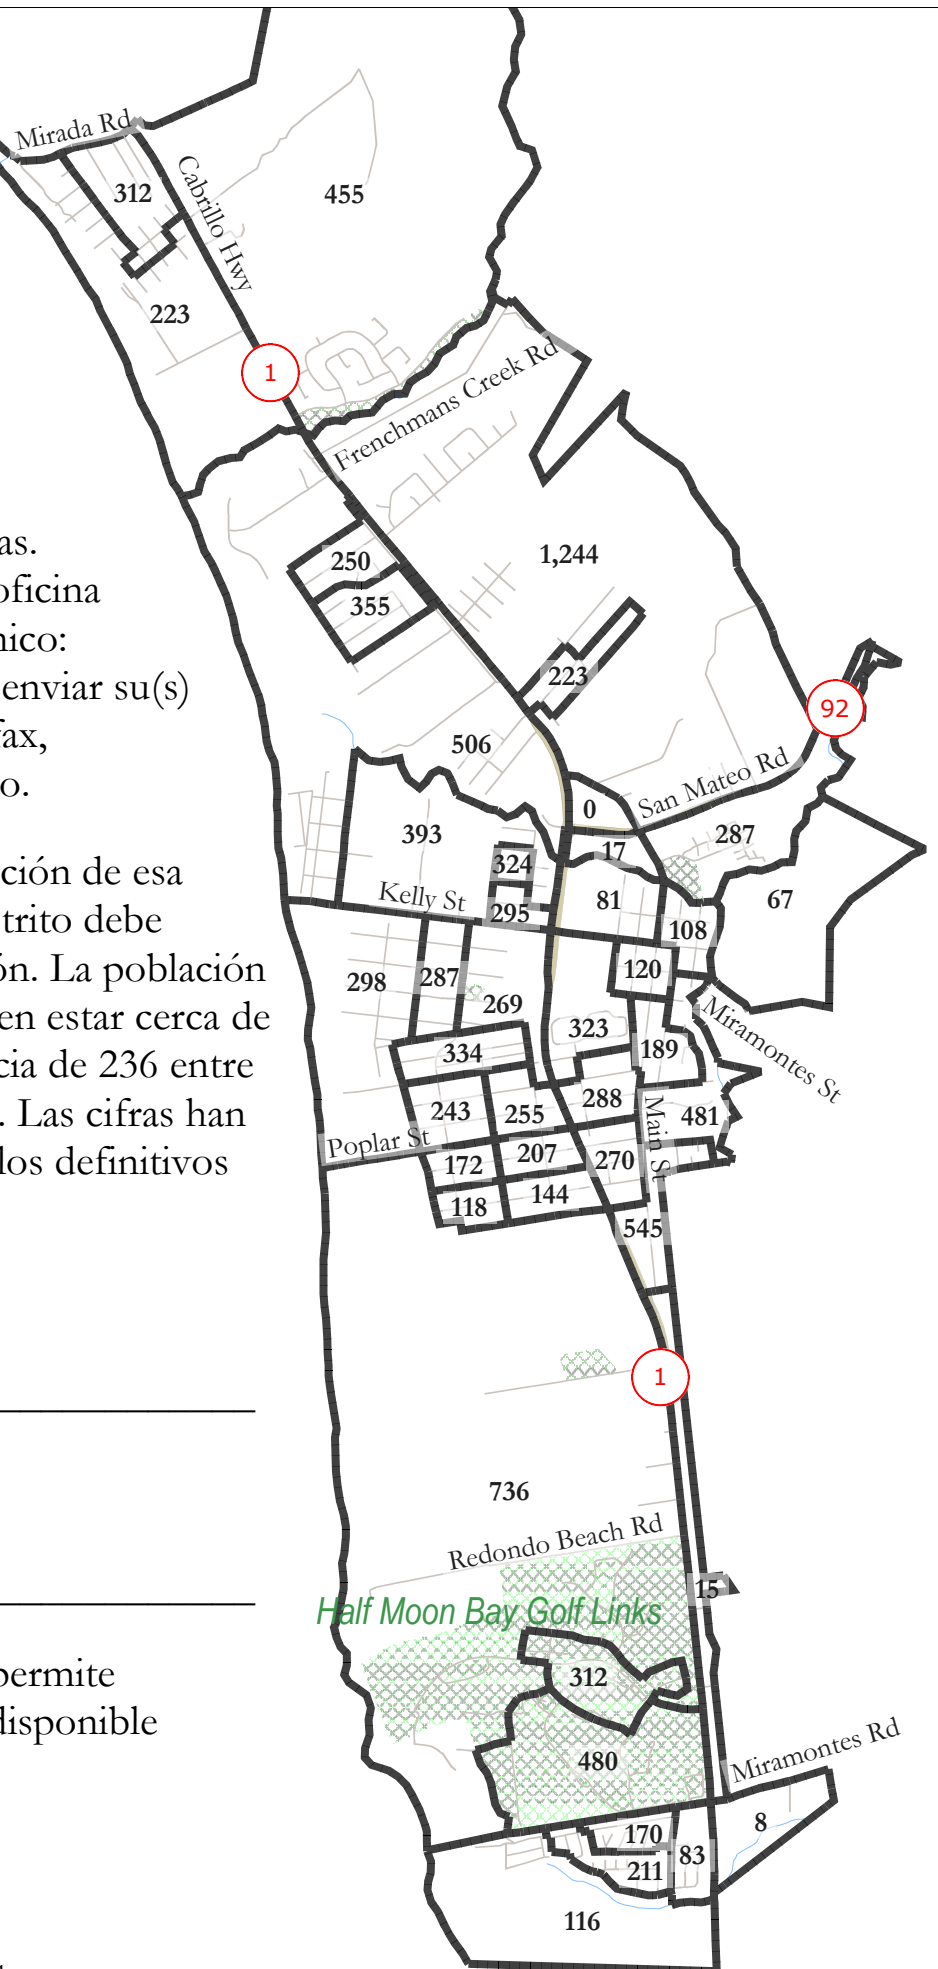 Mirada Rd
312
Cabrillo Hwy
455
223
1
Frenchmans Creek Rd
as.
oficina
nico:
enviar su(s)
fax,
o.
250
355
1,244
223
92
506
San Mateo Rd
0
17
287
393
324
295
Kelly St
81
67
108
120
ción de esa
trito debe
ón. La población
en estar cerca de
cia de 236 entre
. Las cifras han
los definitivos
298
287
269
323
189
Miramontes St
334
243
255
288
481
Main St
Poplar St
172
207
270
118
144
545
1
736
Redondo Beach Rd
15
Half Moon Bay Golf Links
312
permite
disponible
480
Miramontes Rd
170
8
83
211
116